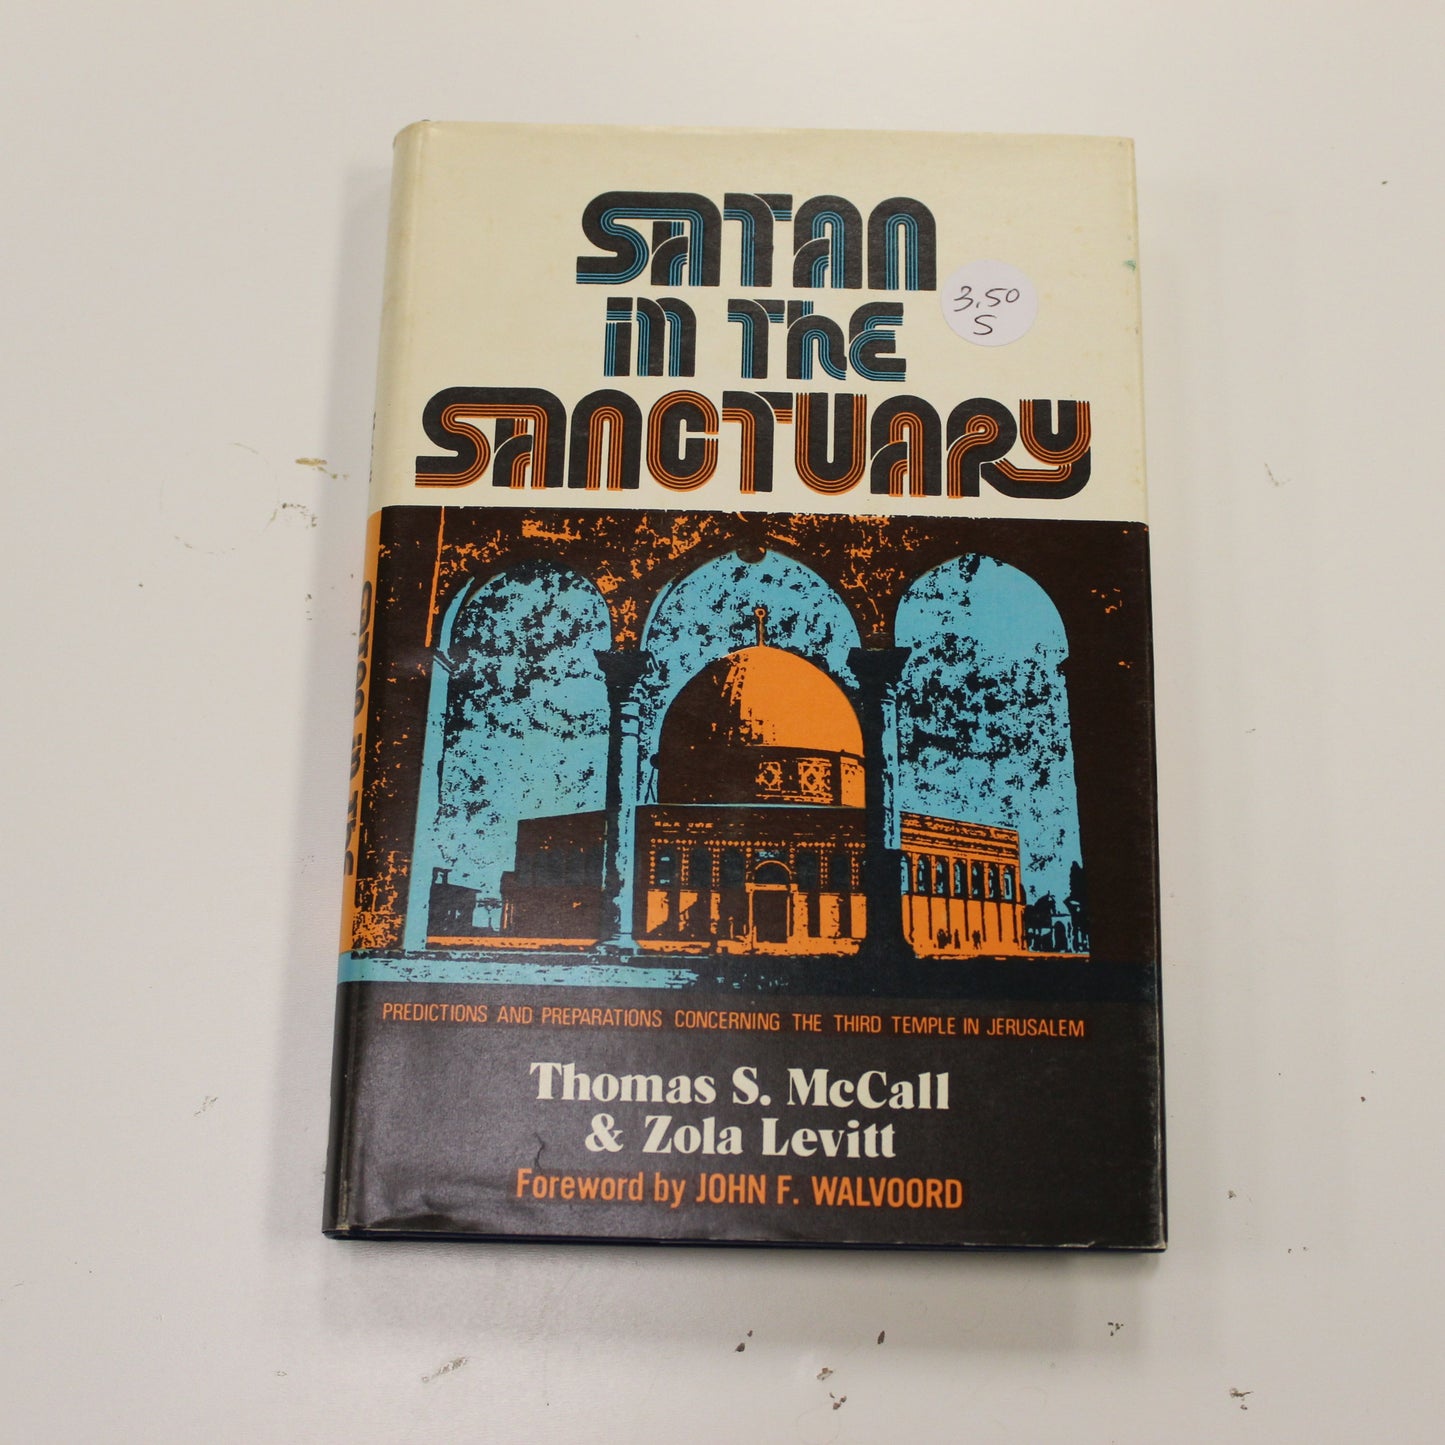 SATAN
in ThE
SANCTUARY
3.50
S
PREDICTIONS AND PREPARATIONS CONCERNING THE THIRD TEMPLE IN JERUSALEM
Thomas S. McCall
& Zola Levitt
Foreword by JOHN F. WALVOORD